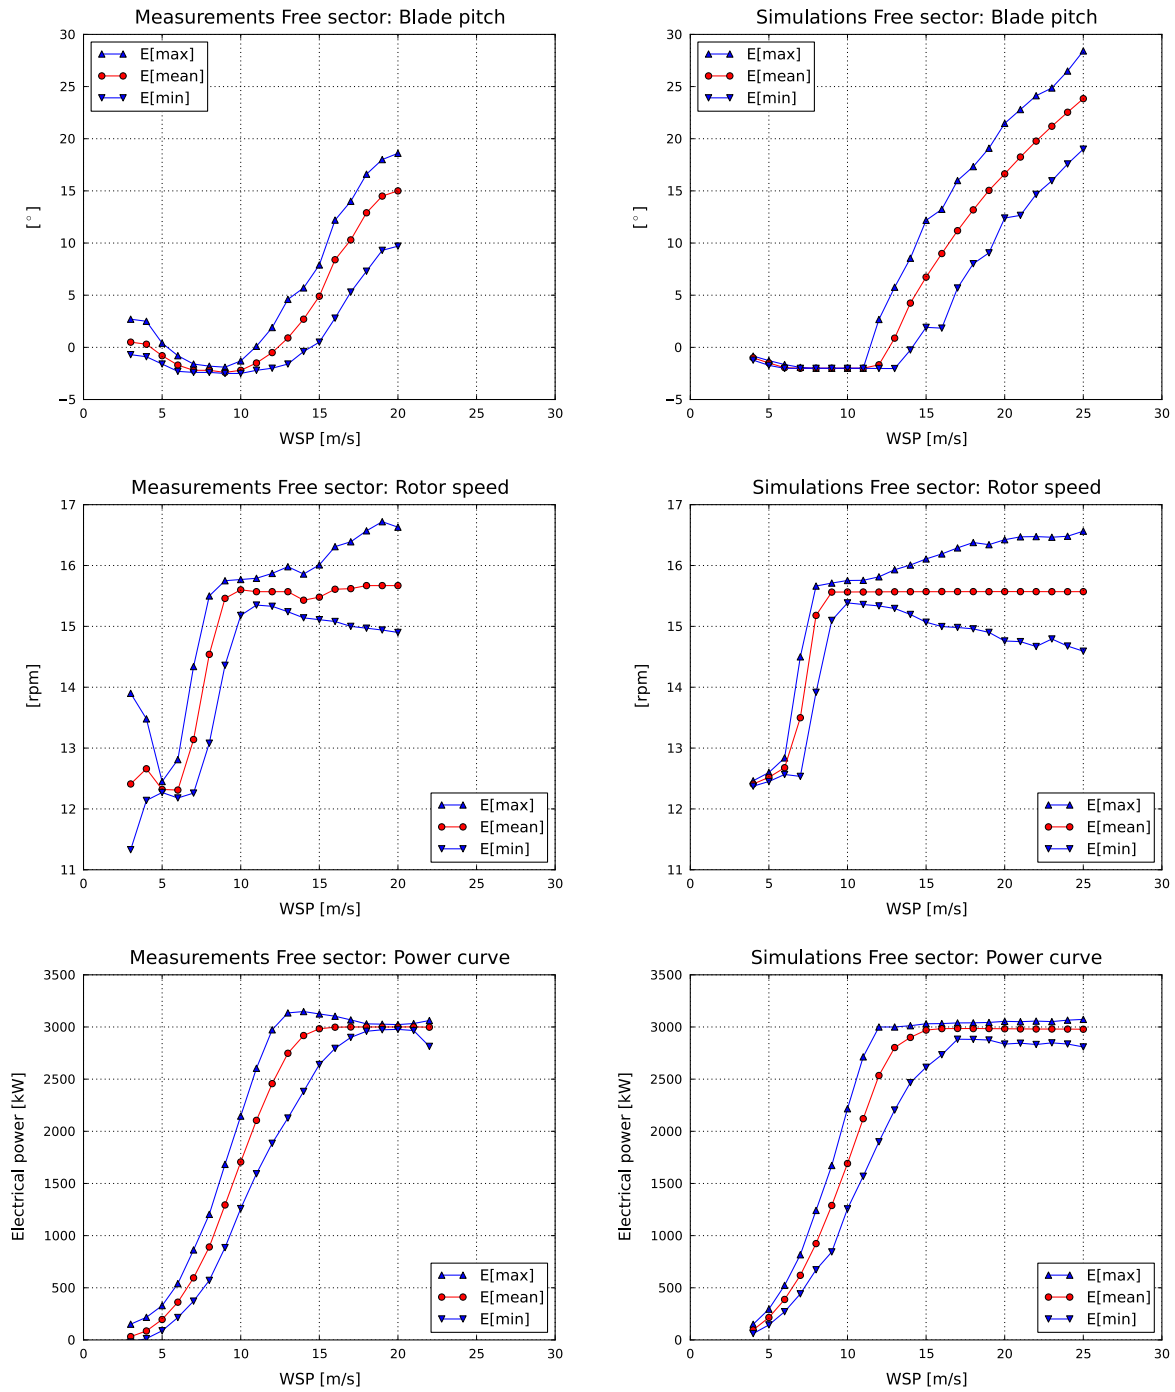 Measurements Free sector: Blade pitch
30
25
20
15
10
5
0
−5
[°]
E[max]
E[mean]
E[min]
0 5 10 15 20 25 30
WSP [m/s]
Simulations Free sector: Blade pitch
30
25
20
15
10
5
0
−5
[°]
E[max]
E[mean]
E[min]
0 5 10 15 20 25 30
WSP [m/s]
Measurements Free sector: Rotor speed
17
16
15
14
13
12
11
[rpm]
E[max]
E[mean]
E[min]
0 5 10 15 20 25 30
WSP [m/s]
Simulations Free sector: Rotor speed
17
16
15
14
13
12
11
[rpm]
E[max]
E[mean]
E[min]
0 5 10 15 20 25 30
WSP [m/s]
Measurements Free sector: Power curve
3500
3000
2500
2000
1500
1000
500
0
Electrical power [kW]
E[max]
E[mean]
E[min]
0 5 10 15 20 25 30
WSP [m/s]
Simulations Free sector: Power curve
3500
3000
2500
2000
1500
1000
500
0
Electrical power [kW]
E[max]
E[mean]
E[min]
0 5 10 15 20 25 30
WSP [m/s]